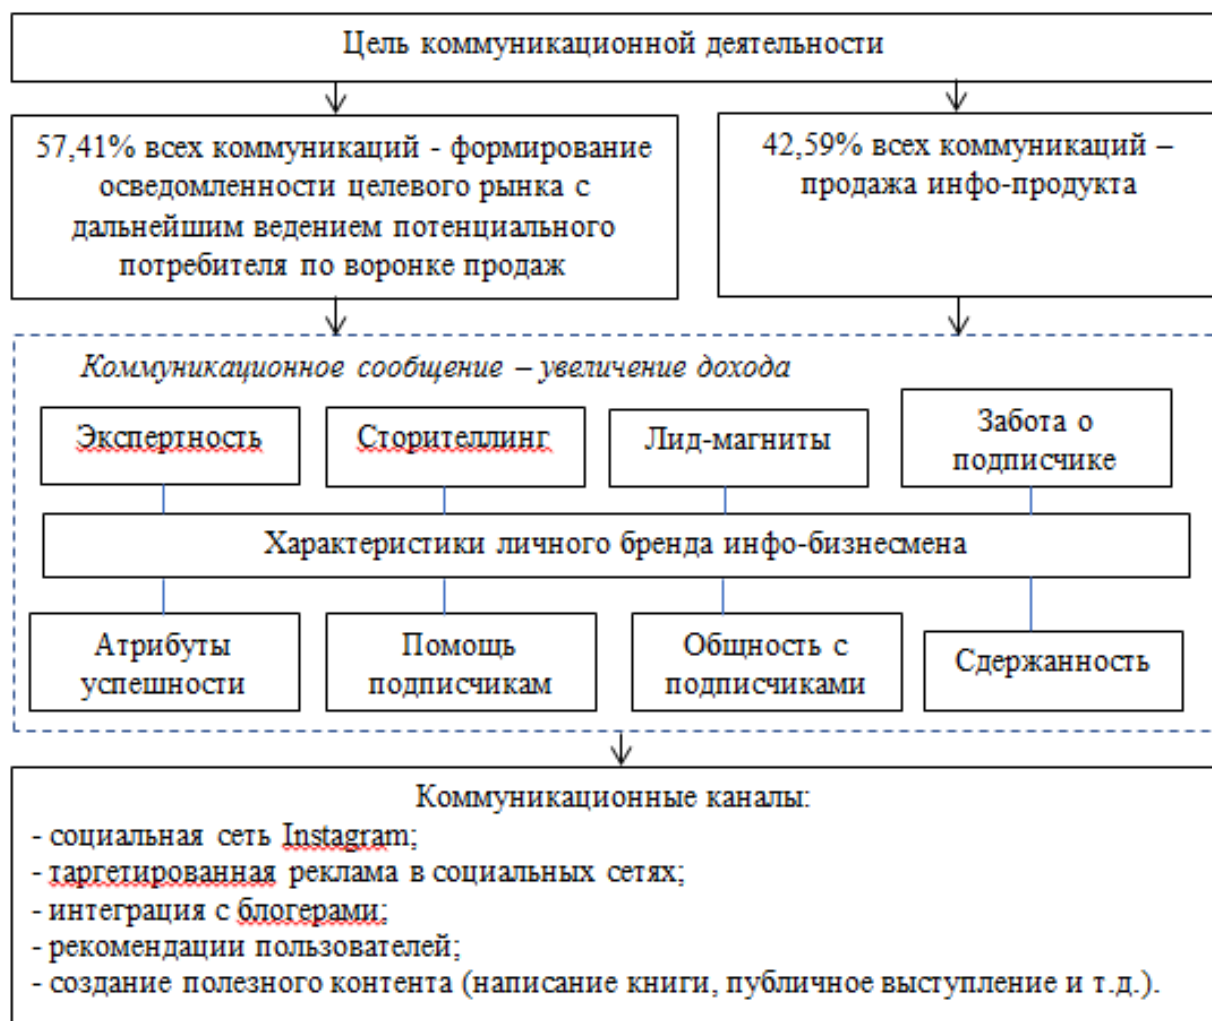 Цель коммуникационной деятельности
57,41% всех коммуникаций - формирование
осведомленности целевого рынка с
дальнейшим ведением потенциального
потребителя по воронке продаж
42,59% всех коммуникаций –
продажа инфо-продукта
Коммуникационное сообщение – увеличение дохода
Экспертность
Сторителлинг
Лид-магниты
Забота о
подписчике
Характеристики личного бренда инфо-бизнесмена
Атрибуты
успешности
Помощь
подписчикам
Общность с
подписчиками
Сдержанность
Коммуникационные каналы:
- социальная сеть Instagram;
- таргетированная реклама в социальных сетях;
- интеграция с блогерами;
- рекомендации пользователей;
- создание полезного контента (написание книги, публичное выступление и т.д.).